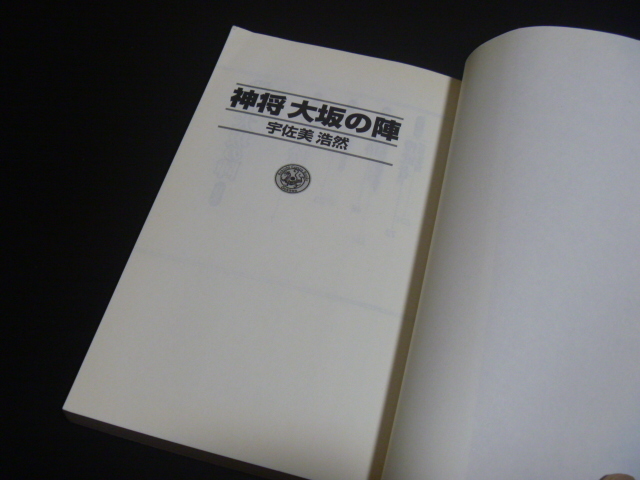 神将 大坂の陣
宇佐美 浩然